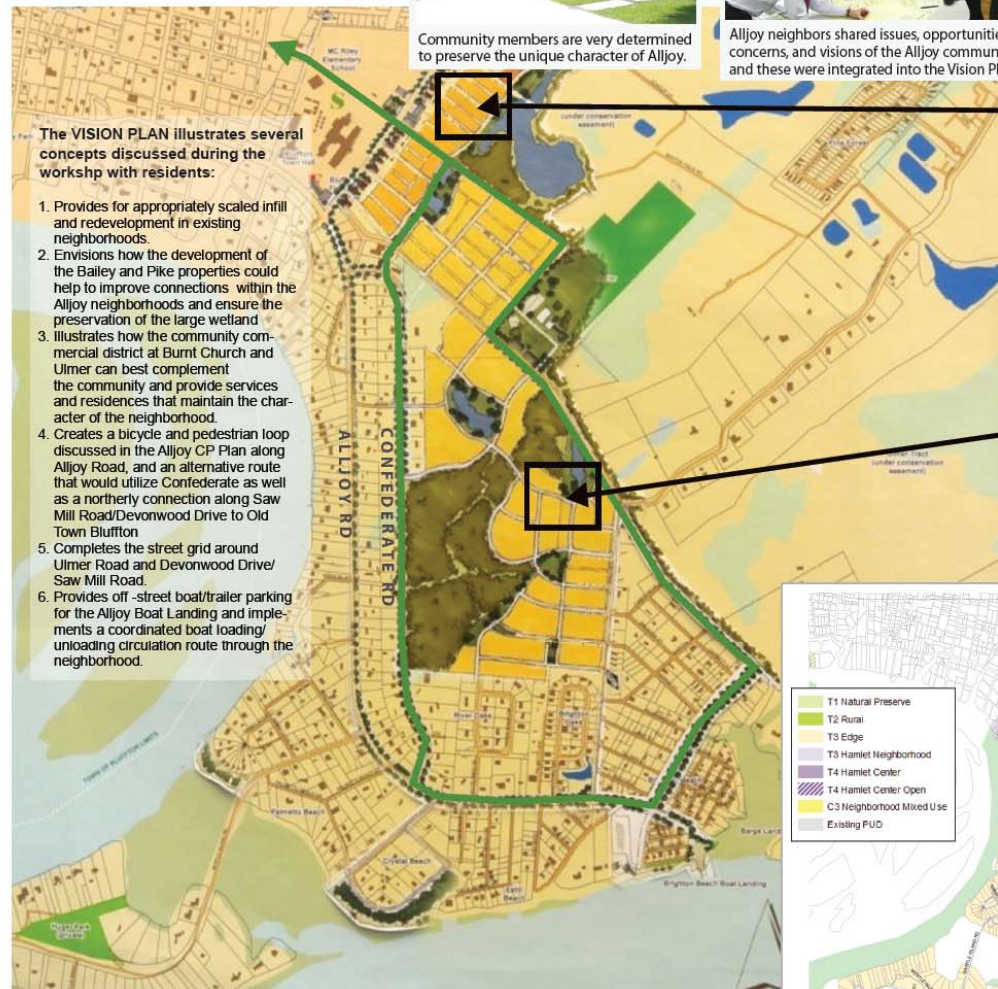 Community members are very determined
to preserve the unique character of Alljoy.
Alljoy neighbors shared issues, opportunitie
concerns, and visions of the Alljoy commun
and these were integrated into the Vision Pl
MC Riley
Elementary
School
(under conservation
easement)
The VISION PLAN illustrates several
concepts discussed during the
workshp with residents:
1. Provides for appropriately scaled infill
and redevelopment in existing
neighborhoods.
2. Envisions how the development of
the Bailey and Pike properties could
help to improve connections within the
Alljoy neighborhoods and ensure the
preservation of the large wetland
3. Illustrates how the community com-
mercial district at Burnt Church and
Ulmer can best complement
the community and provide services
and residences that maintain the char-
acter of the neighborhood.
4. Creates a bicycle and pedestrian loop
discussed in the Alljoy CP Plan along
Alljoy Road, and an alternative route
that would utilize Confederate as well
as a northerly connection along Saw
Mill Road/Devonwood Drive to Old
Town Bluffton
5. Completes the street grid around
Ulmer Road and Devonwood Drive/
Saw Mill Road.
6. Provides off -street boat/trailer parking
for the Alljoy Boat Landing and imple-
ments a coordinated boat loading/
unloading circulation route through the
neighborhood.
ALLJOY RD
CONFEDERATE RD
(under conservation
easement)
TOWN OF BLUFFTON LIMITS
River Oaks
Brighton
Oaks
Palmetto Beach
Crystal Beach
Estill
Beach
Brighton Beach Boat Landing
T1 Natural Preserve
T2 Rural
T3 Edge
T3 Hamlet Neighborhood
T4 Hamlet Center
T4 Hamlet Center Open
C3 Neighborhood Mixed Use
Existing PUD